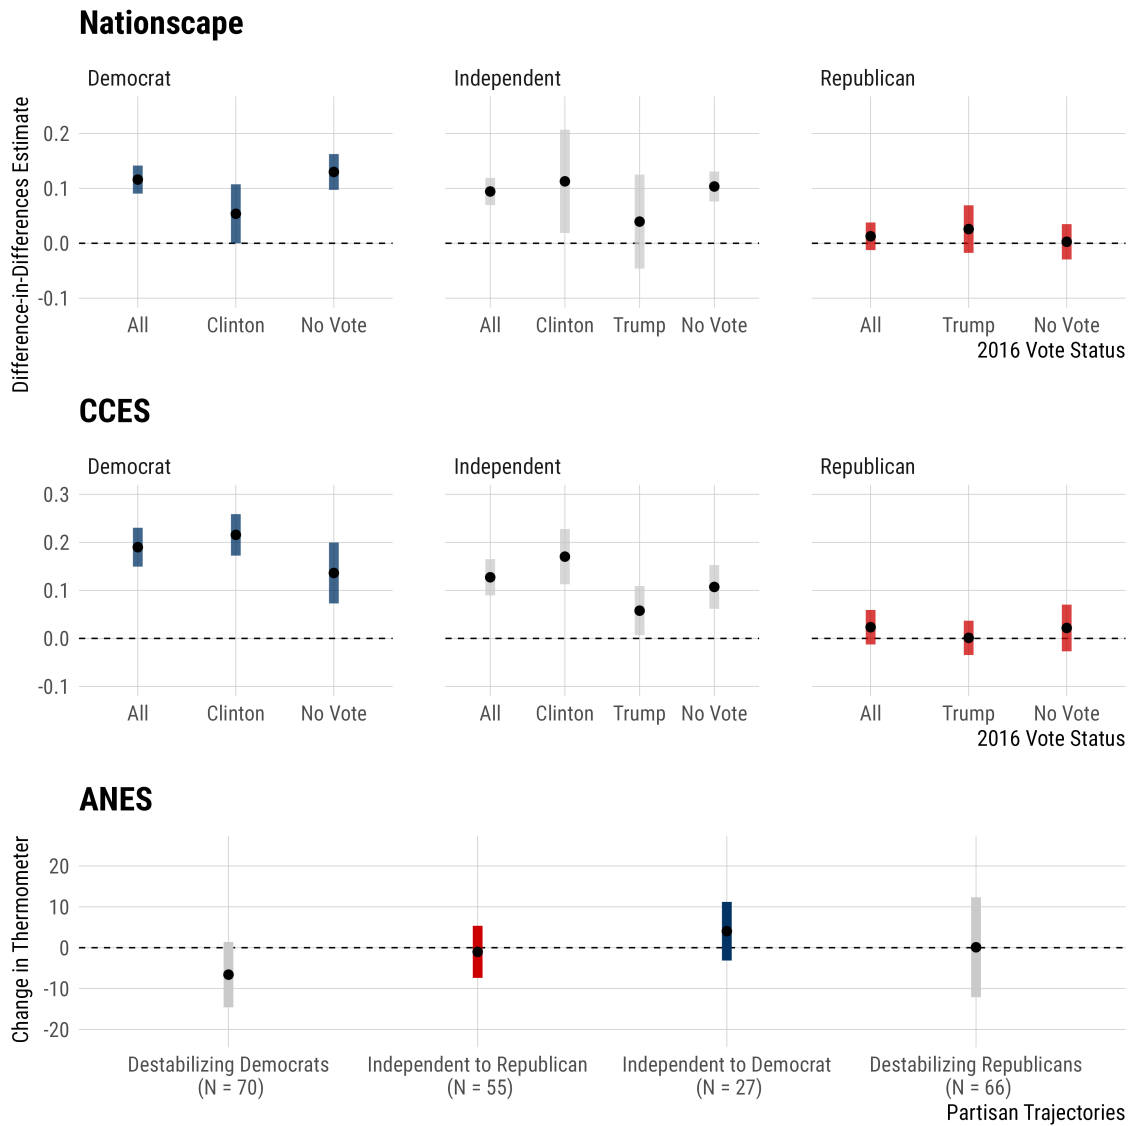 Nationscape
Democrat Independent Republican
Difference-in-Differences Estimate
0.2
0.1
0.0
-0.1
All Clinton No Vote All Clinton Trump No Vote All Trump No Vote
2016 Vote Status
CCES
Democrat Independent Republican
0.3
0.2
0.1
0.0
-0.1
All Clinton No Vote All Clinton Trump No Vote All Trump No Vote
2016 Vote Status
ANES
Change in Thermometer
20
10
0
-10
-20
Destabilizing Democrats Independent to Republican Independent to Democrat Destabilizing Republicans
(N = 70) (N = 55) (N = 27) (N = 66)
Partisan Trajectories